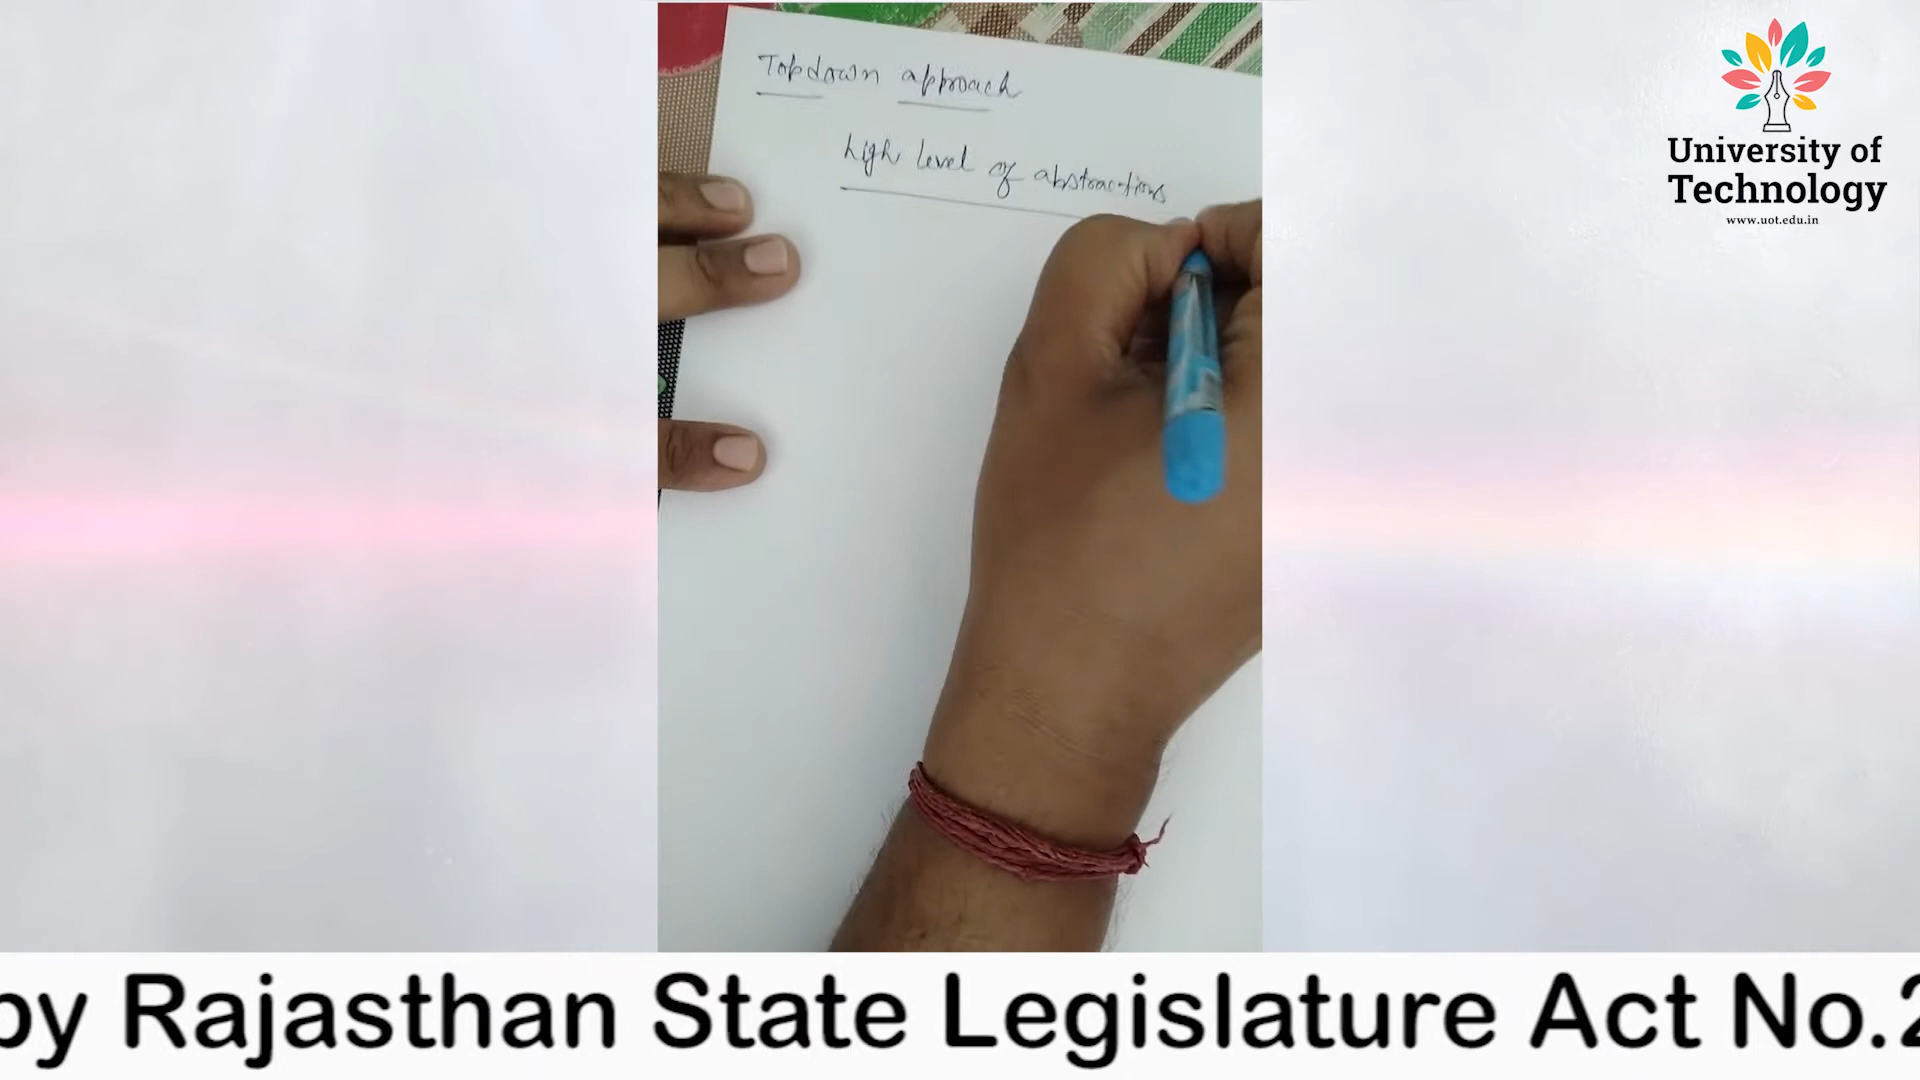 Topdown approach
high level of abstractions
University of
Technology
www.uot.edu.in
by Rajasthan State Legislature Act No.2